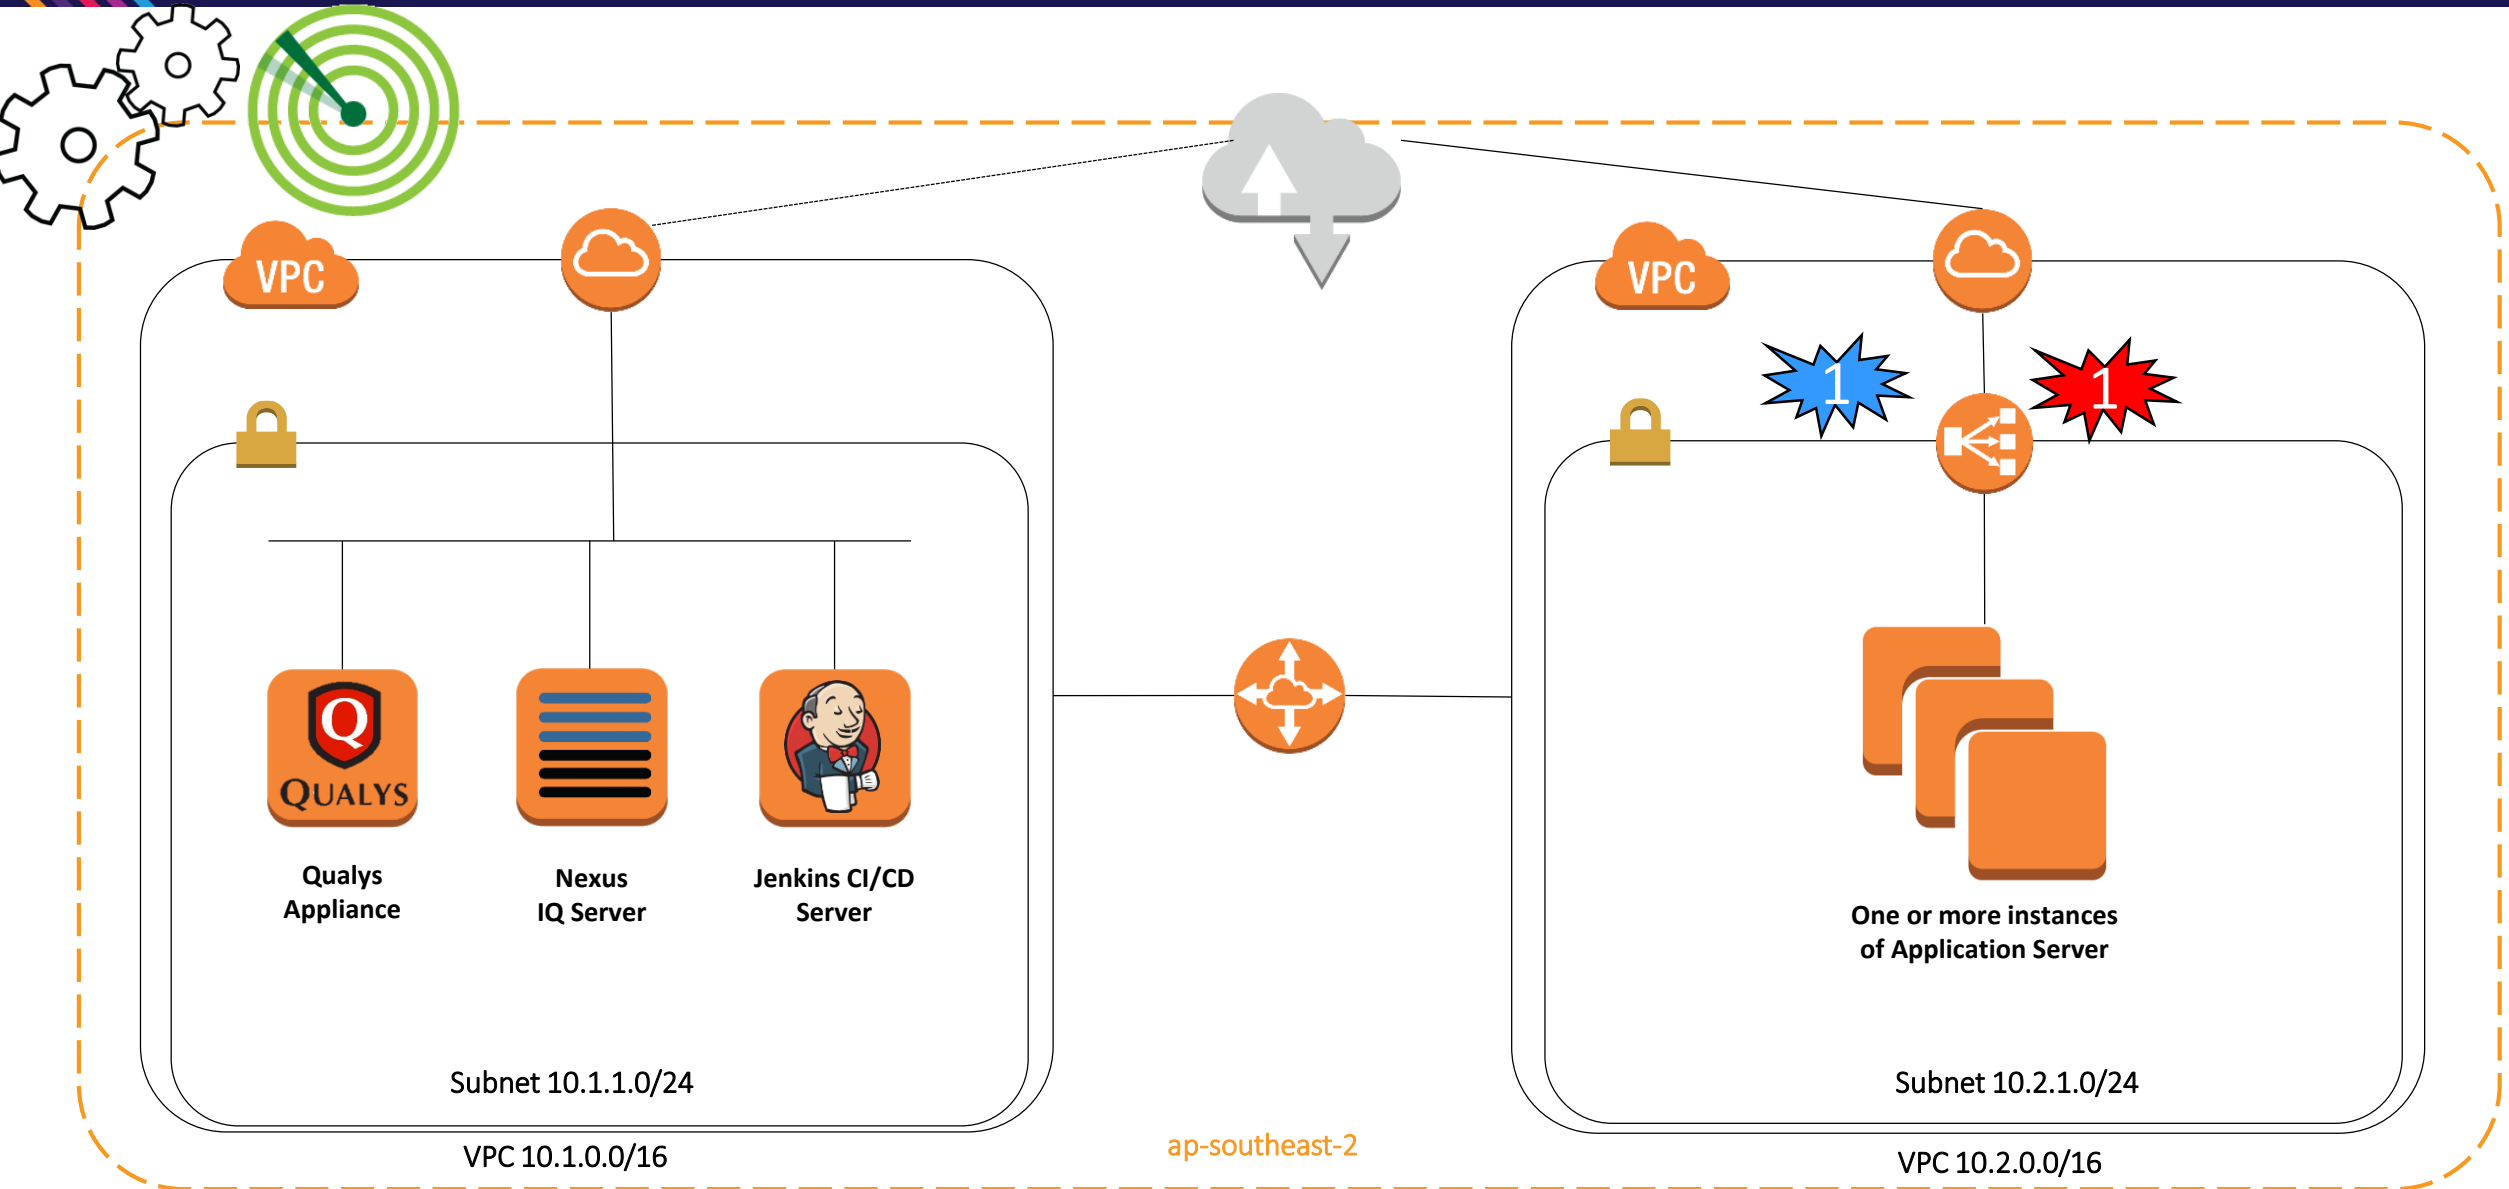 VPC
VPC
1
1
Q
QUALYS
Qualys
Appliance
Nexus
IQ Server
Jenkins CI/CD
Server
One or more instances
of Application Server
Subnet 10.1.1.0/24
Subnet 10.2.1.0/24
VPC 10.1.0.0/16
ap-southeast-2
VPC 10.2.0.0/16